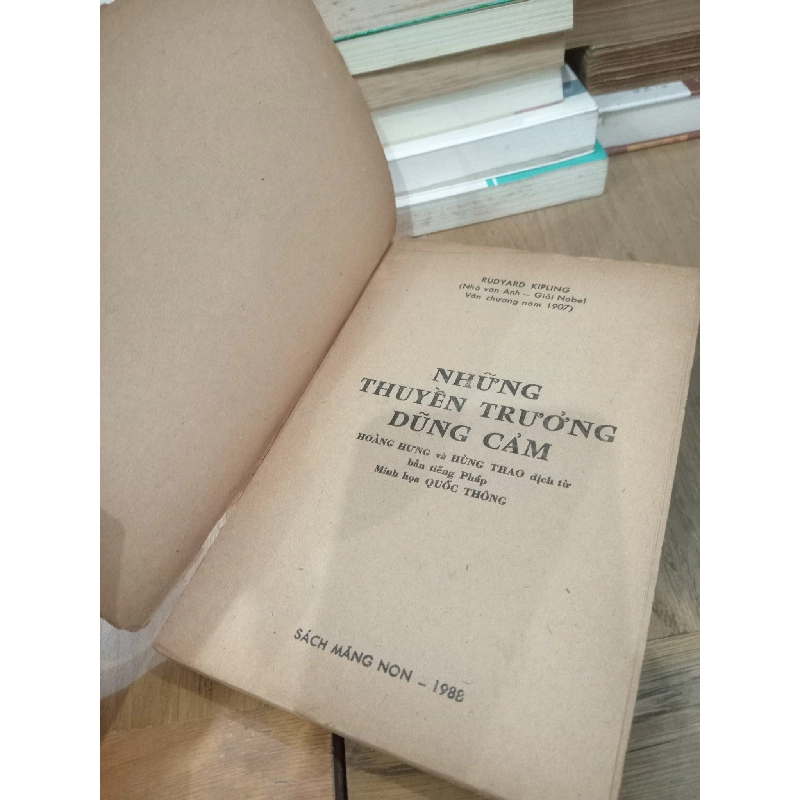 RUDYARD KIPLING
(Nhà văn Anh – Giải Nobel
Văn chương năm 1907)
NHỮNG
THUYỀN TRƯỞNG
DŨNG CẢM
HOÀNG HƯNG và HÙNG THAO dịch từ
bản tiếng Pháp
Minh họa QUỐC THÔNG
SÁCH MĂNG NON – 1988